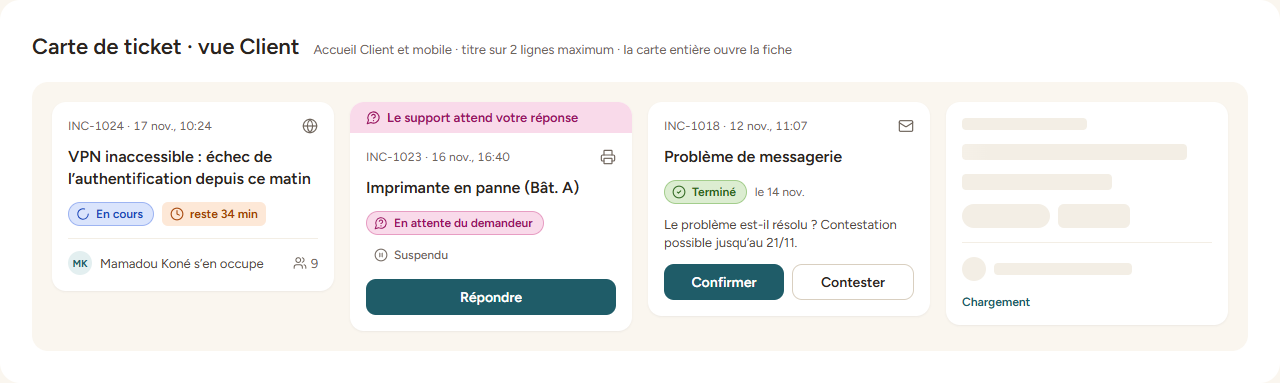 Carte de ticket · vue Client
Accueil Client et mobile · titre sur 2 lignes maximum · la carte entière ouvre la fiche
INC-1024 · 17 nov., 10:24
VPN inaccessible : échec de
l’authentification depuis ce matin
En cours
reste 34 min
MK
Mamadou Koné s’en occupe
9
Le support attend votre réponse
INC-1023 · 16 nov., 16:40
Imprimante en panne (Bât. A)
En attente du demandeur
Suspendu
Répondre
INC-1018 · 12 nov., 11:07
Problème de messagerie
Terminé
le 14 nov.
Le problème est-il résolu ? Contestation
possible jusqu’au 21/11.
Confirmer
Contester
Chargement